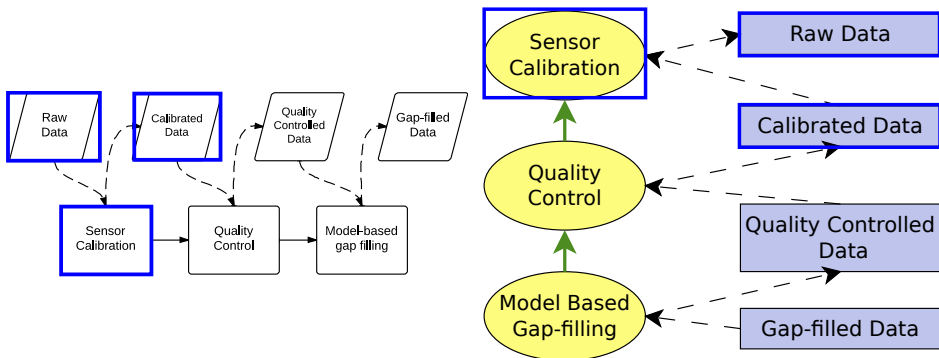 Raw
Data
Calibrated
Data
Quality
Controlled
Data
Gap-filled
Data
Sensor
Calibration
Quality
Control
Model-based
gap filling
Sensor
Calibration
Raw Data
Calibrated Data
Quality
Control
Quality Controlled
Data
Model Based
Gap-filling
Gap-filled Data